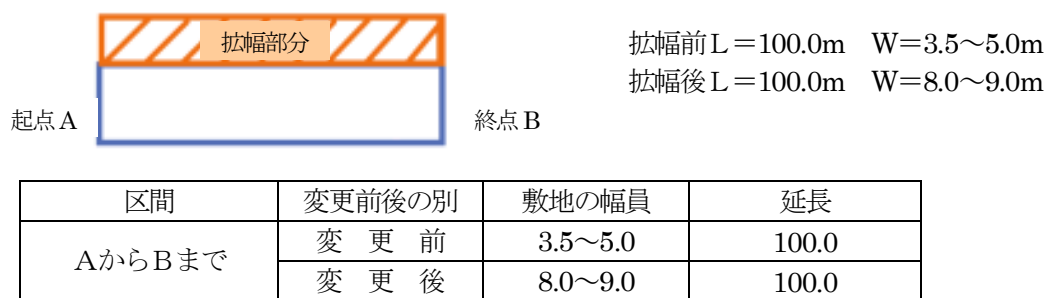 拡幅部分
拡幅前L=100.0m W=3.5~5.0m
拡幅後L=100.0m W=8.0~9.0m
起点A
終点B
区間 変更前後の別 敷地の幅員 延長
AからBまで
変更前 3.5~5.0 100.0
変更後 8.0~9.0 100.0